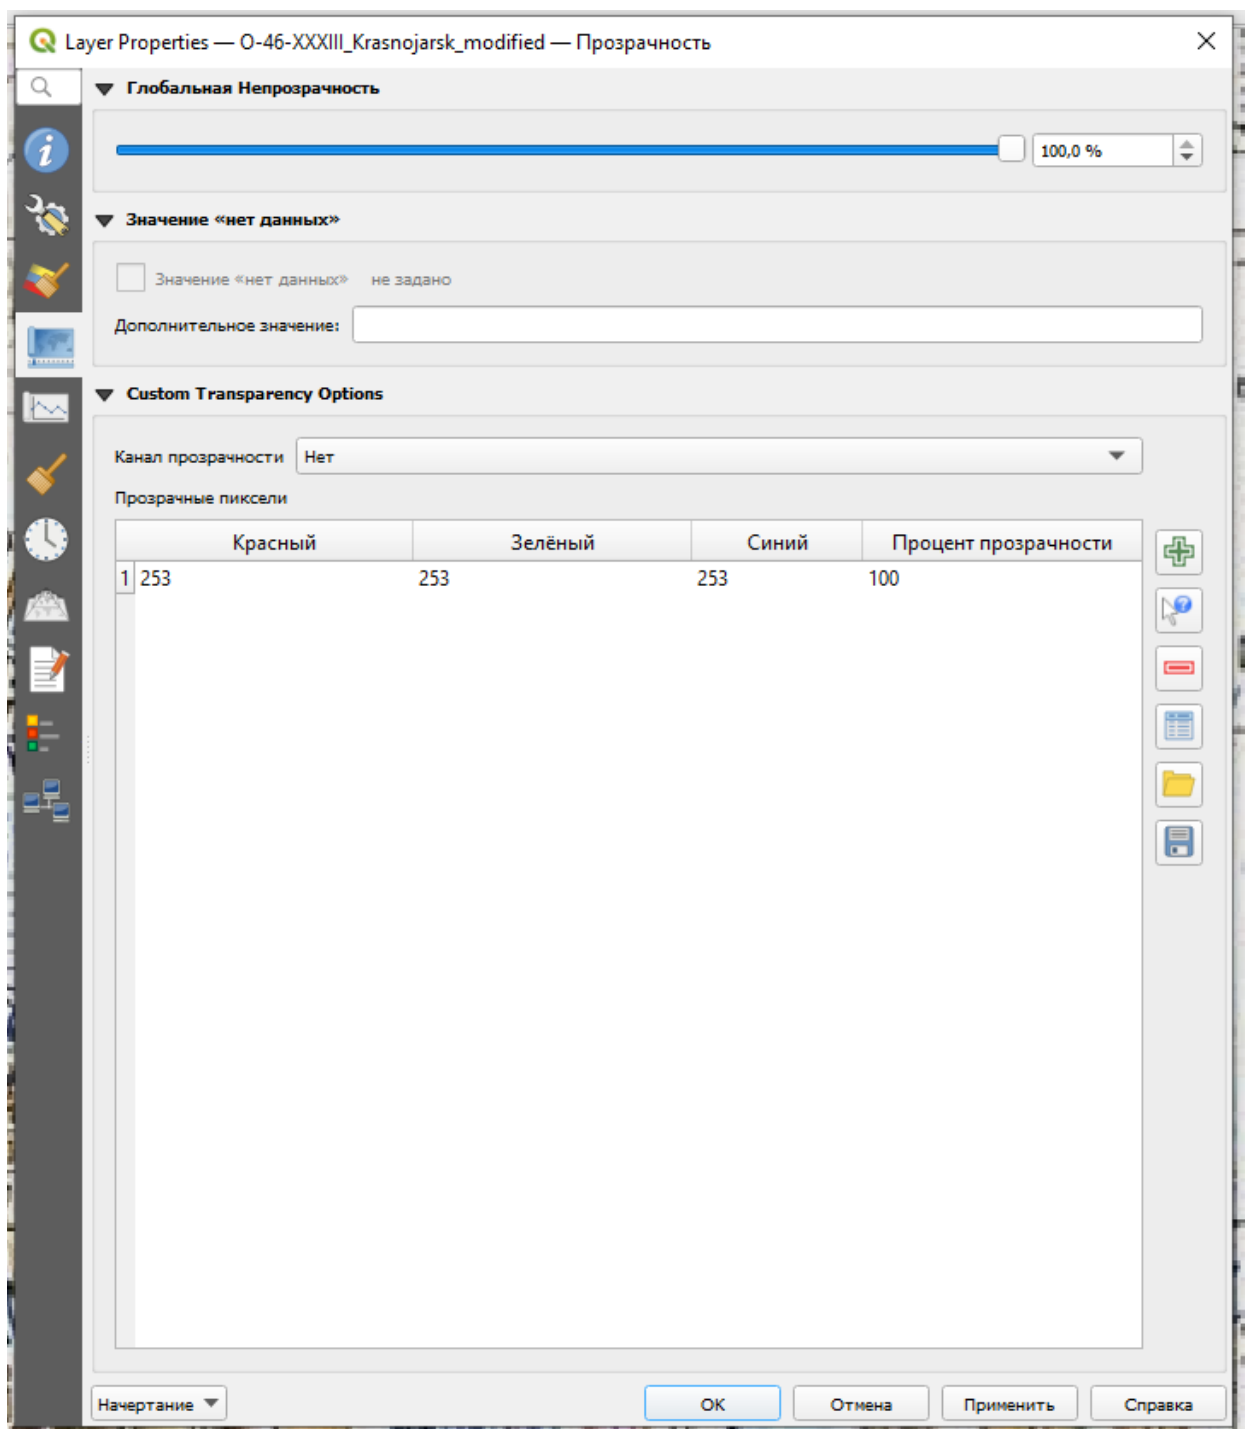 Layer Properties — O-46-XXXIII_Krasnojarsk_modified — Прозрачность
Глобальная Непрозрачность
100,0 %
Значение «нет данных»
Значение «нет данных» не задано
Дополнительное значение:
Custom Transparency Options
Канал прозрачности Нет
Прозрачные пиксели
Красный Зелёный Синий Процент прозрачности
1 253 253 253 100
Начертание OK Отмена Применить Справка